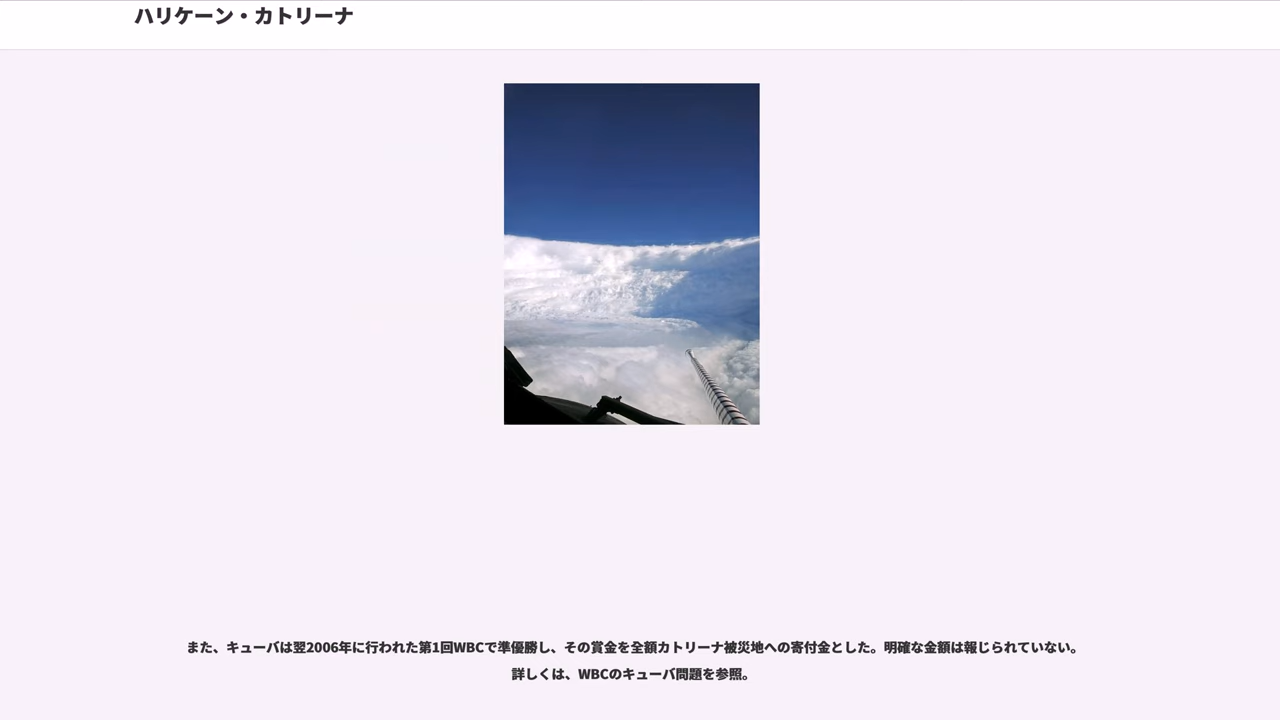 ハリケーン・カトリーナ
また、キューバは翌2006年に行われた第1回WBCで準優勝し、その賞金を全額カトリーナ被災地への寄付金とした。明確な金額は報じられていない。
詳しくは、WBCのキューバ問題を参照。